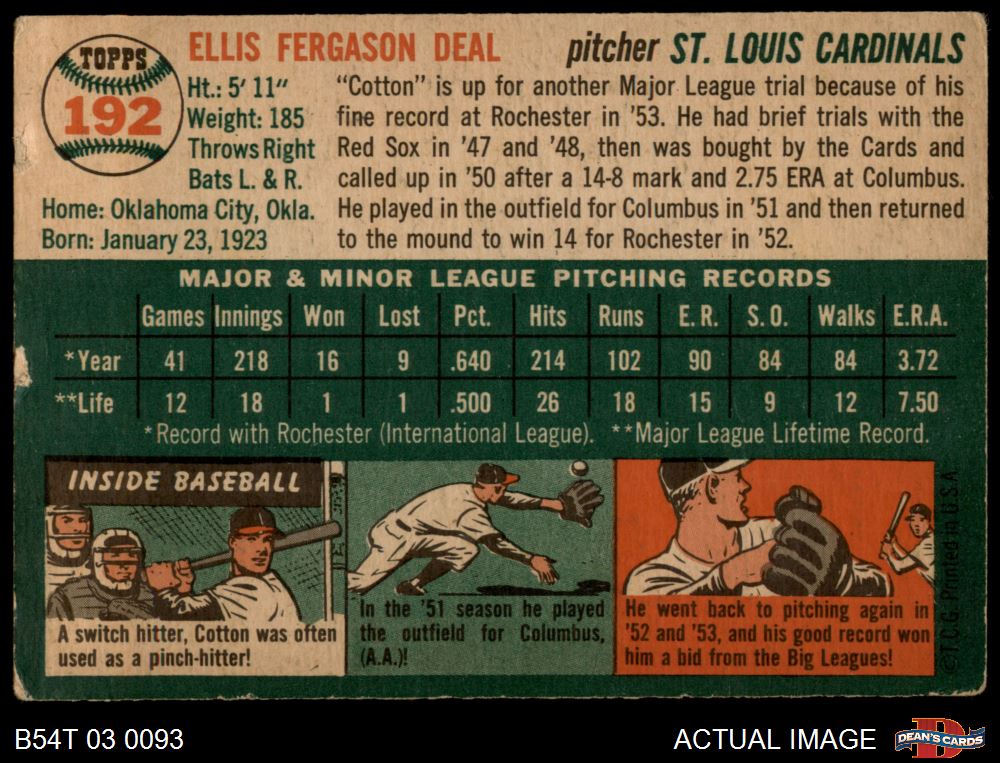 TOPPS
192
ELLIS FERGASON DEAL
pitcher ST. LOUIS CARDINALS
Ht.: 5' 11"
Weight: 185
Throws Right
Bats L. & R.
Home: Oklahoma City, Okla.
Born: January 23, 1923
"Cotton" is up for another Major League trial because of his
fine record at Rochester in '53. He had brief trials with the
Red Sox in '47 and '48, then was bought by the Cards and
called up in '50 after a 14-8 mark and 2.75 ERA at Columbus.
He played in the outfield for Columbus in '51 and then returned
to the mound to win 14 for Rochester in '52.
MAJOR & MINOR LEAGUE PITCHING RECORDS
Games Innings Won Lost Pct. Hits Runs E.R. S.O. Walks E.R.A.
*Year 41 218 16 9 .640 214 102 90 84 84 3.72
**Life 12 18 1 1 .500 26 18 15 9 12 7.50
*Record with Rochester (International League). **Major League Lifetime Record.
INSIDE BASEBALL
A switch hitter, Cotton was often
used as a pinch-hitter!
In the '51 season he played
the outfield for Columbus,
(A.A.)!
He went back to pitching again in
'52 and '53, and his good record won
him a bid from the Big Leagues!
©T.C.G. Printed in U.S.A
B54T 03 0093
ACTUAL IMAGE
DEAN'S CARDS